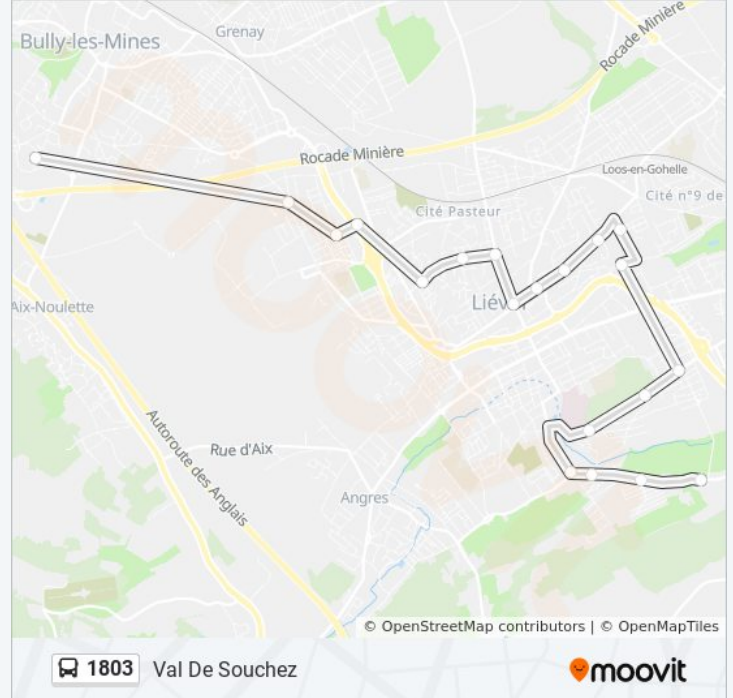 Bully-les-Mines
Grenay
Rocade Minière
Rocade Minière
Loos-en-Gohelle
Cité n°9 de
Cité Pasteur
Aix-Noulette
Autoroute des Anglais
Rue d'Aix
Angres
© OpenStreetMap contributors | © OpenMapTiles
1803 Val De Souchez
moovit